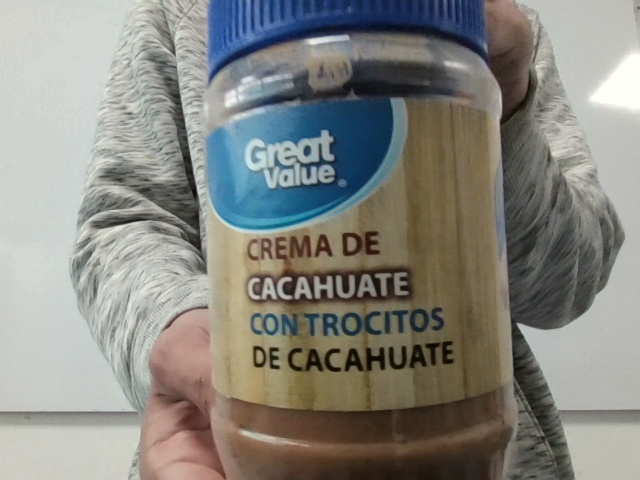 Great
Value®
CREMA DE
CACAHUATE
CON TROCITOS
DE CACAHUATE